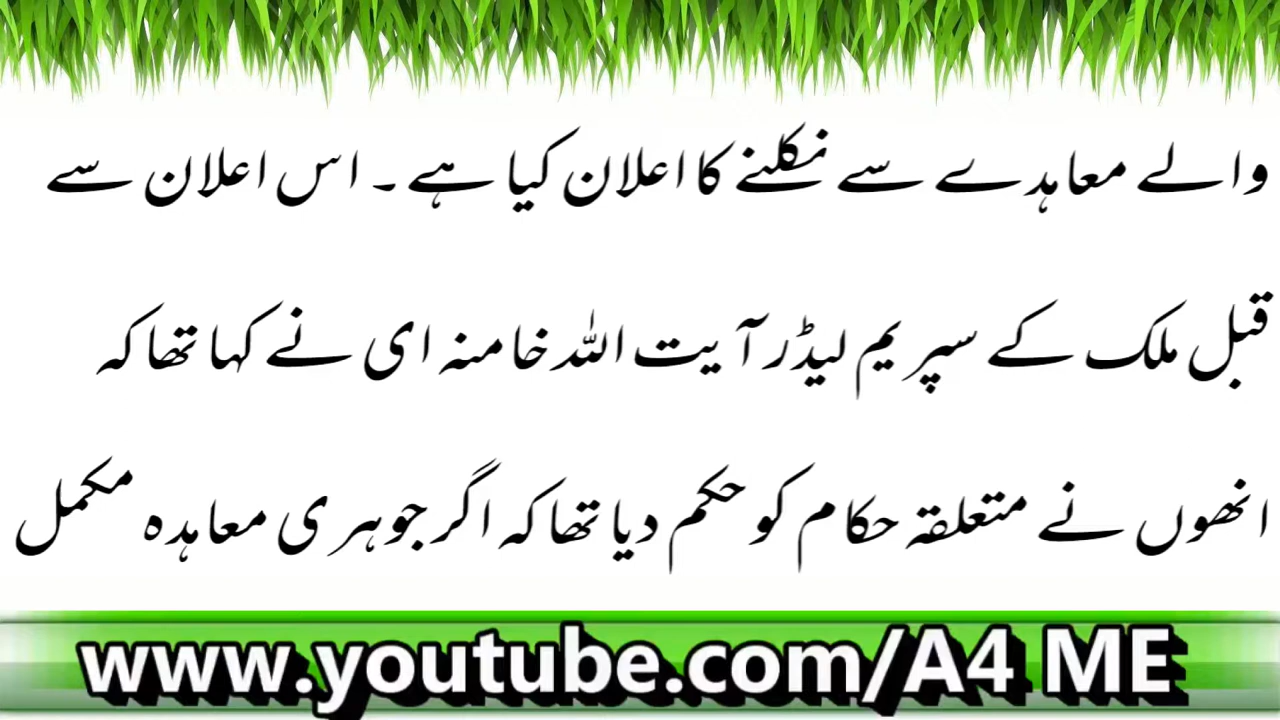 والے معاہدے سے نکلنے کا اعلان کیا ہے ۔ اس اعلان سے
قبل ملک کے سپریم لیڈر آیت اللہ خامنہ ای نے کہا تھا کہ
انھوں نے متعلقہ حکام کو حکم دیا تھا کہ اگر جوہری معاہدہ مکمل
www.youtube.com/A4 ME